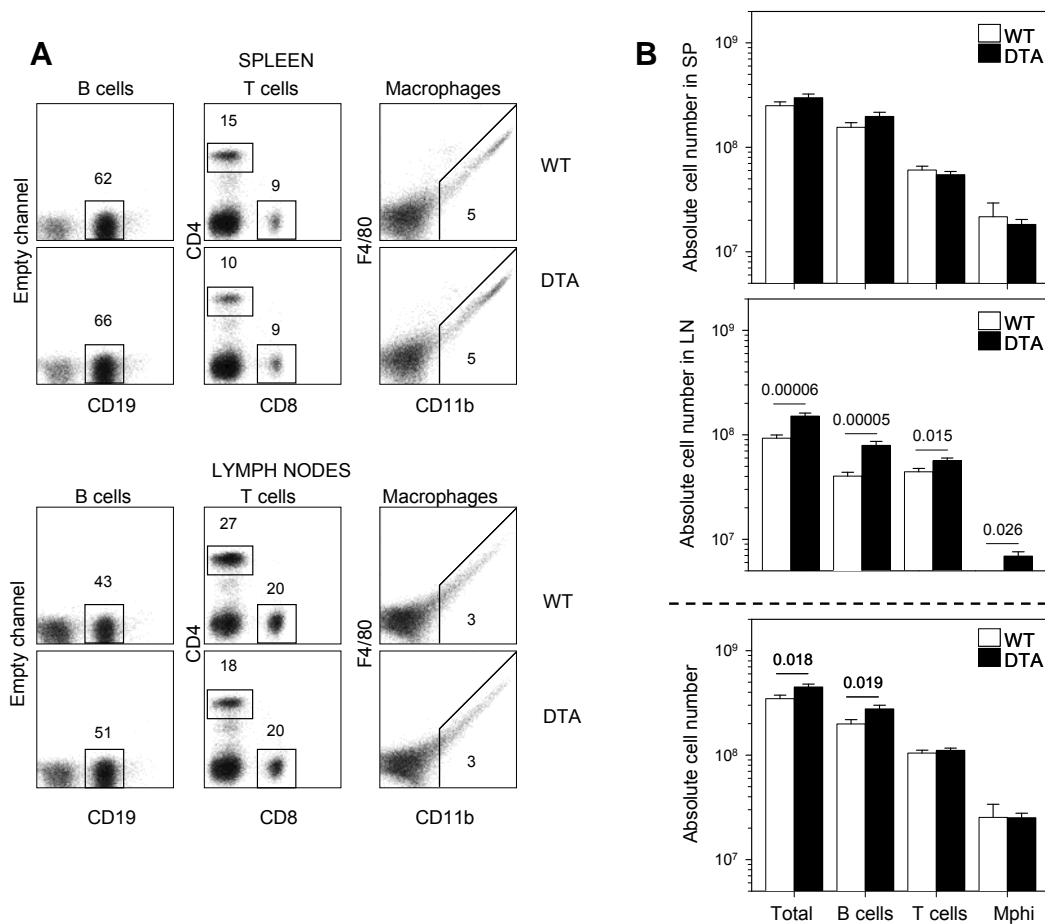 A
SPLEEN
B cells
T cells
Macrophages
Empty channel
CD4
F4/80
62
15
9
5
WT
66
10
9
5
DTA
CD19
CD8
CD11b
LYMPH NODES
B cells
T cells
Macrophages
Empty channel
CD4
F4/80
43
27
20
3
WT
51
18
20
3
DTA
CD19
CD8
CD11b
B
Absolute cell number in SP
10⁹
10⁸
10⁷
WT
DTA
Absolute cell number in LN
10⁹
10⁸
10⁷
WT
DTA
0.00006
0.00005
0.015
0.026
Absolute cell number
10⁹
10⁸
10⁷
WT
DTA
0.018
0.019
Total
B cells
T cells
Mphi